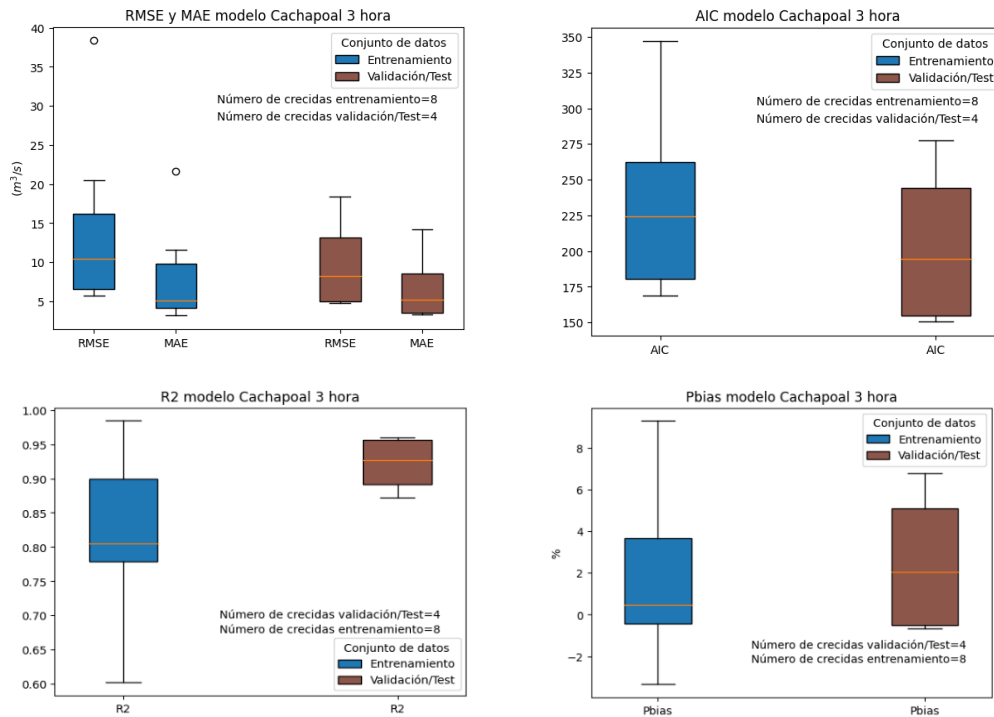 RMSE y MAE modelo Cachapoal 3 hora
40
35
30
25
20
15
10
5
(m³/s)
Conjunto de datos
Entrenamiento
Validación/Test
Número de crecidas entrenamiento=8
Número de crecidas validación/Test=4
RMSE MAE RMSE MAE
AIC modelo Cachapoal 3 hora
350
325
300
275
250
225
200
175
150
Conjunto de datos
Entrenamiento
Validación/Test
Número de crecidas entrenamiento=8
Número de crecidas validación/Test=4
AIC AIC
R2 modelo Cachapoal 3 hora
1.00
0.95
0.90
0.85
0.80
0.75
0.70
0.65
0.60
Número de crecidas validación/Test=4
Número de crecidas entrenamiento=8
Conjunto de datos
Entrenamiento
Validación/Test
R2 R2
Pbias modelo Cachapoal 3 hora
8
6
4
2
0
−2
%
Conjunto de datos
Entrenamiento
Validación/Test
Número de crecidas validación/Test=4
Número de crecidas entrenamiento=8
Pbias Pbias